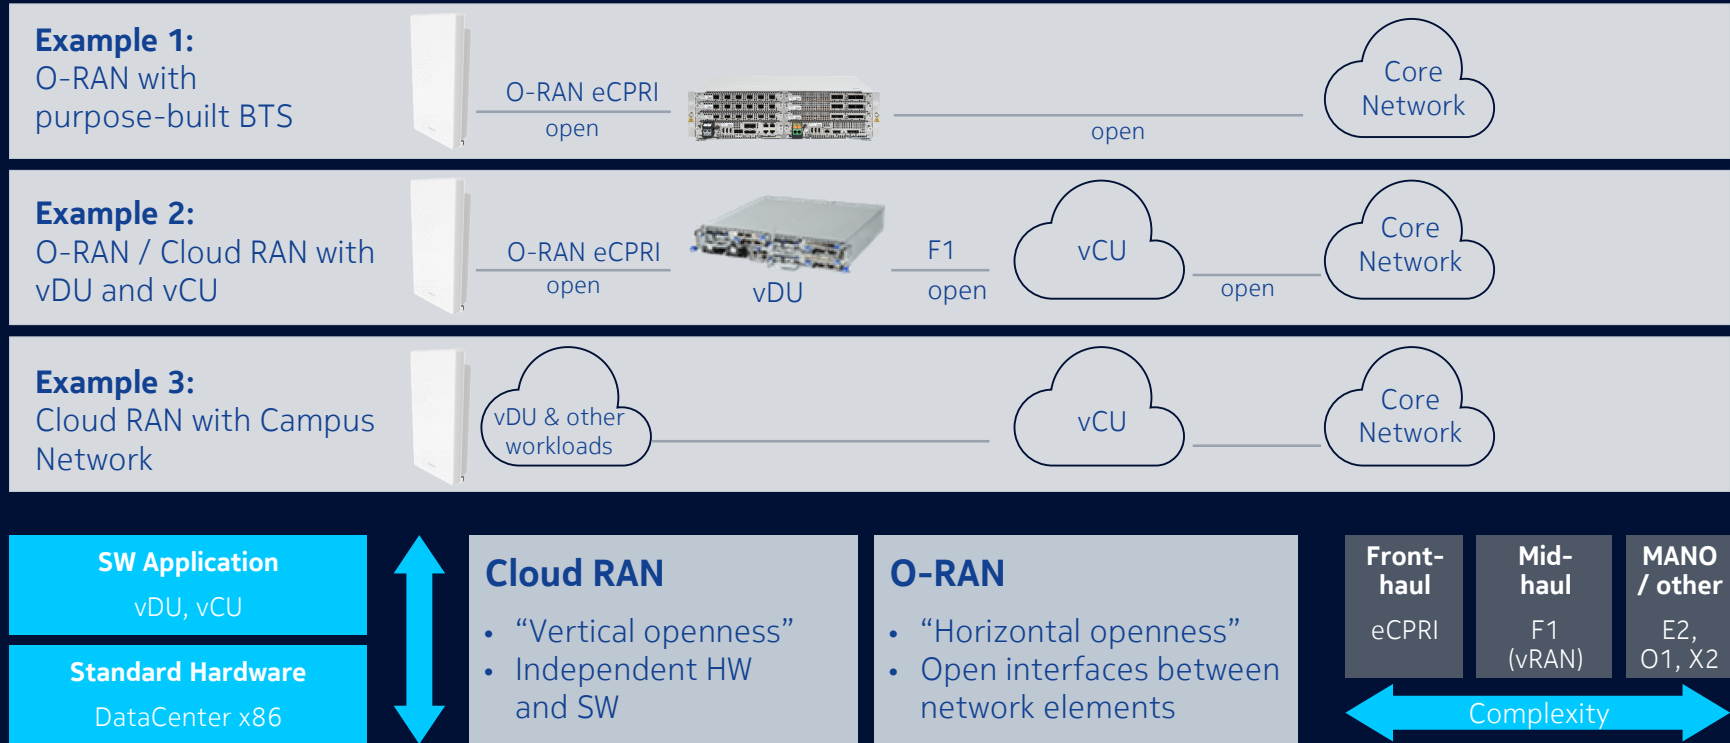 Example 1:
O-RAN with
purpose-built BTS
O-RAN eCPRI
open
open
Core
Network
Example 2:
O-RAN / Cloud RAN with
vDU and vCU
O-RAN eCPRI
open
vDU
F1
open
vCU
open
Core
Network
Example 3:
Cloud RAN with Campus
Network
vDU & other
workloads
vCU
Core
Network
SW Application
vDU, vCU
Standard Hardware
DataCenter x86
Cloud RAN
• “Vertical openness”
• Independent HW
and SW
O-RAN
• “Horizontal openness”
• Open interfaces between
network elements
Front-
haul
eCPRI
Mid-
haul
F1
(vRAN)
MANO
/ other
E2,
O1, X2
Complexity